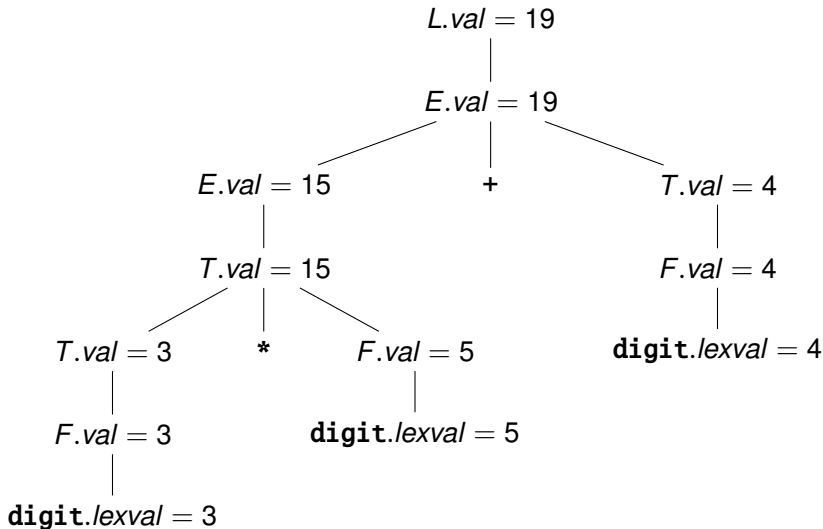 L.val = 19
E.val = 19
E.val = 15 + T.val = 4
T.val = 15 F.val = 4
T.val = 3 * F.val = 5 digit.lexval = 4
F.val = 3 digit.lexval = 5
digit.lexval = 3